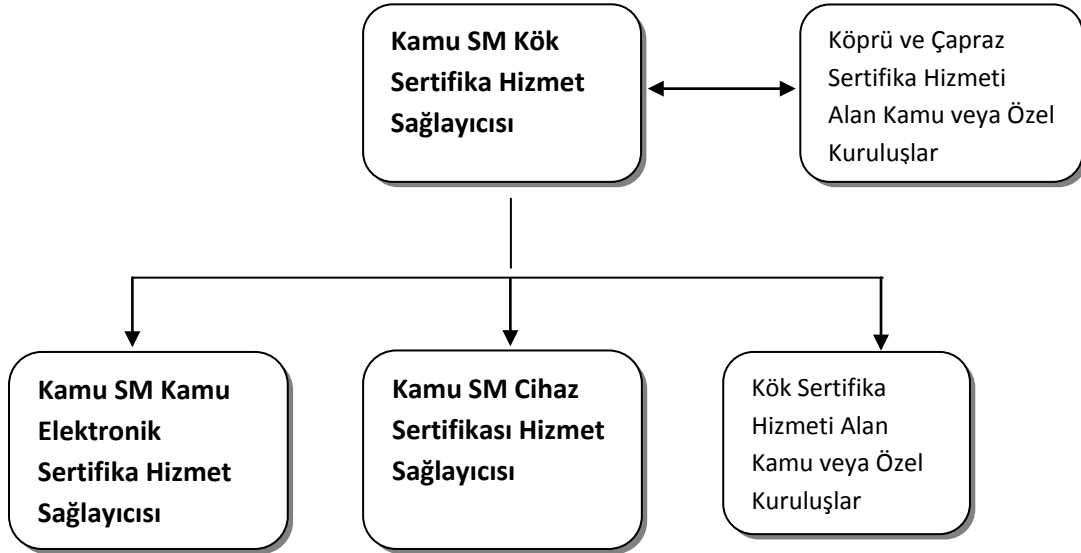 Kamu SM Kök
Sertifika Hizmet
Sağlayıcısı
Köprü ve Çapraz
Sertifika Hizmeti
Alan Kamu veya Özel
Kuruluşlar
Kamu SM Kamu
Elektronik
Sertifika Hizmet
Sağlayıcısı
Kamu SM Cihaz
Sertifikası Hizmet
Sağlayıcısı
Kök Sertifika
Hizmeti Alan
Kamu veya Özel
Kuruluşlar